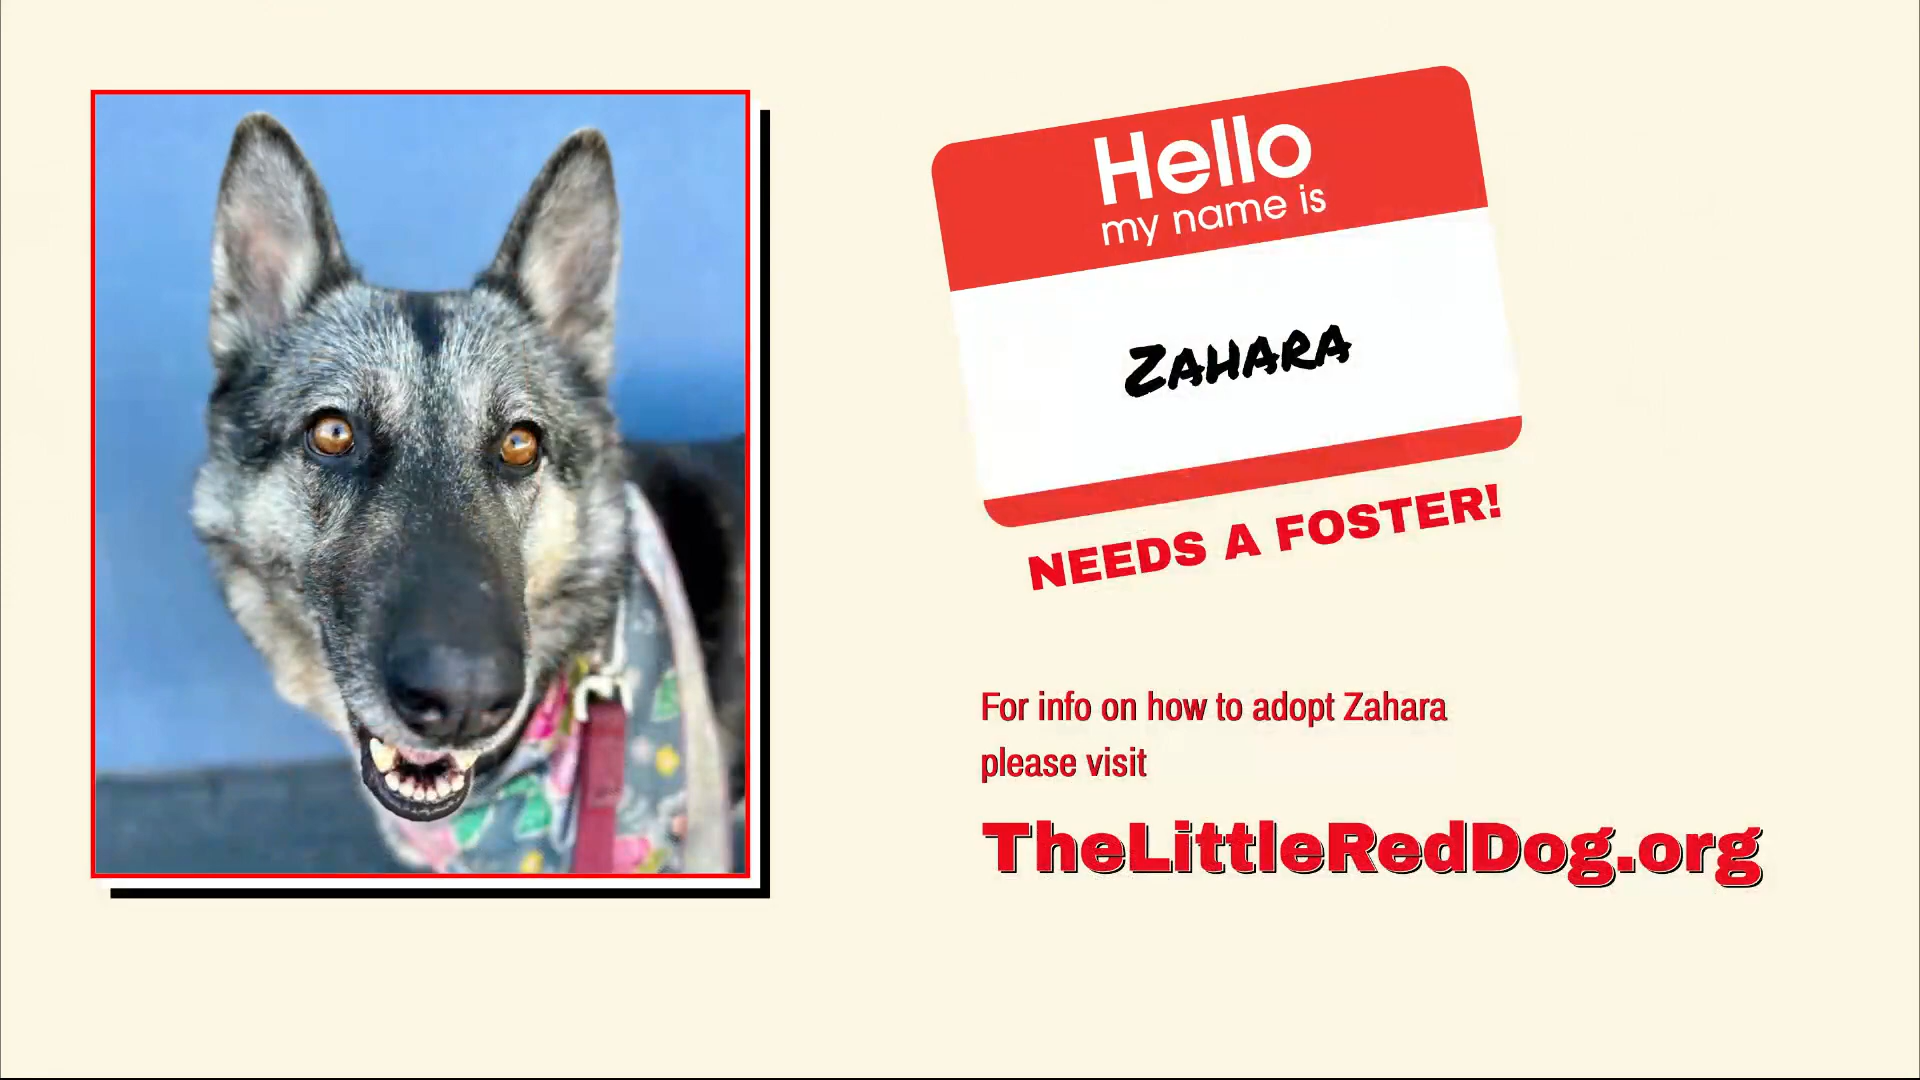 Hello
my name is
ZAHARA
NEEDS A FOSTER!
For info on how to adopt Zahara
please visit
TheLittleRedDog.org